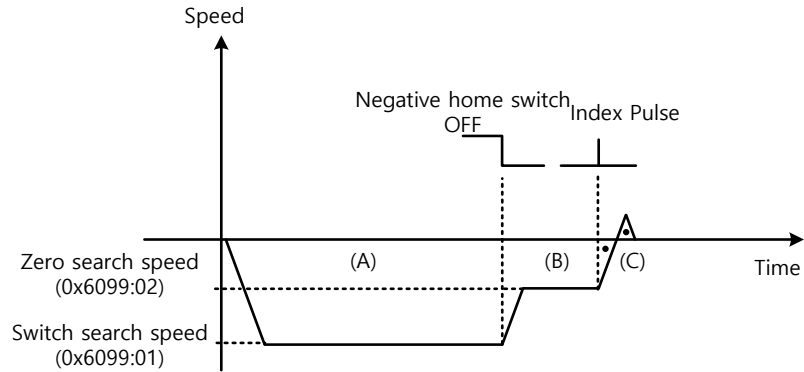 Speed
Negative home switch
OFF
Index Pulse
Zero search speed
(0x6099:02)
(A)
(B)
(C)
Time
Switch search speed
(0x6099:01)